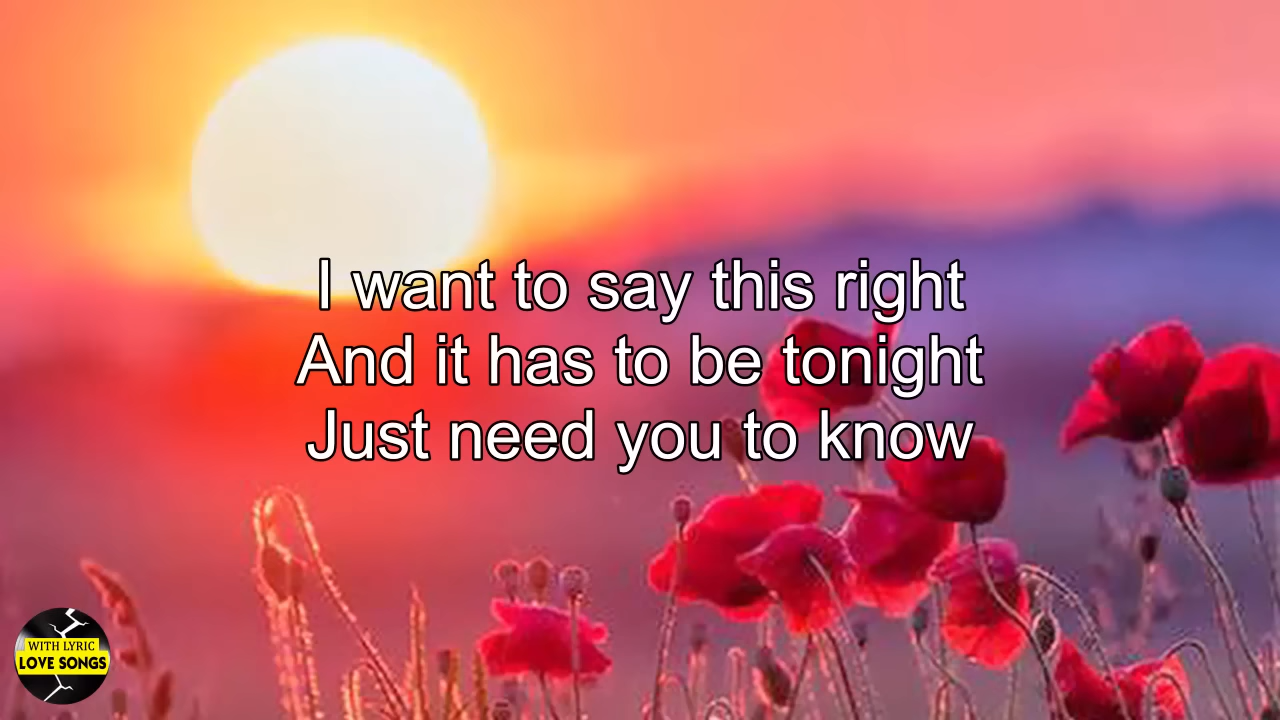 I want to say this right
And it has to be tonight
Just need you to know
WITH LYRIC
LOVE SONGS